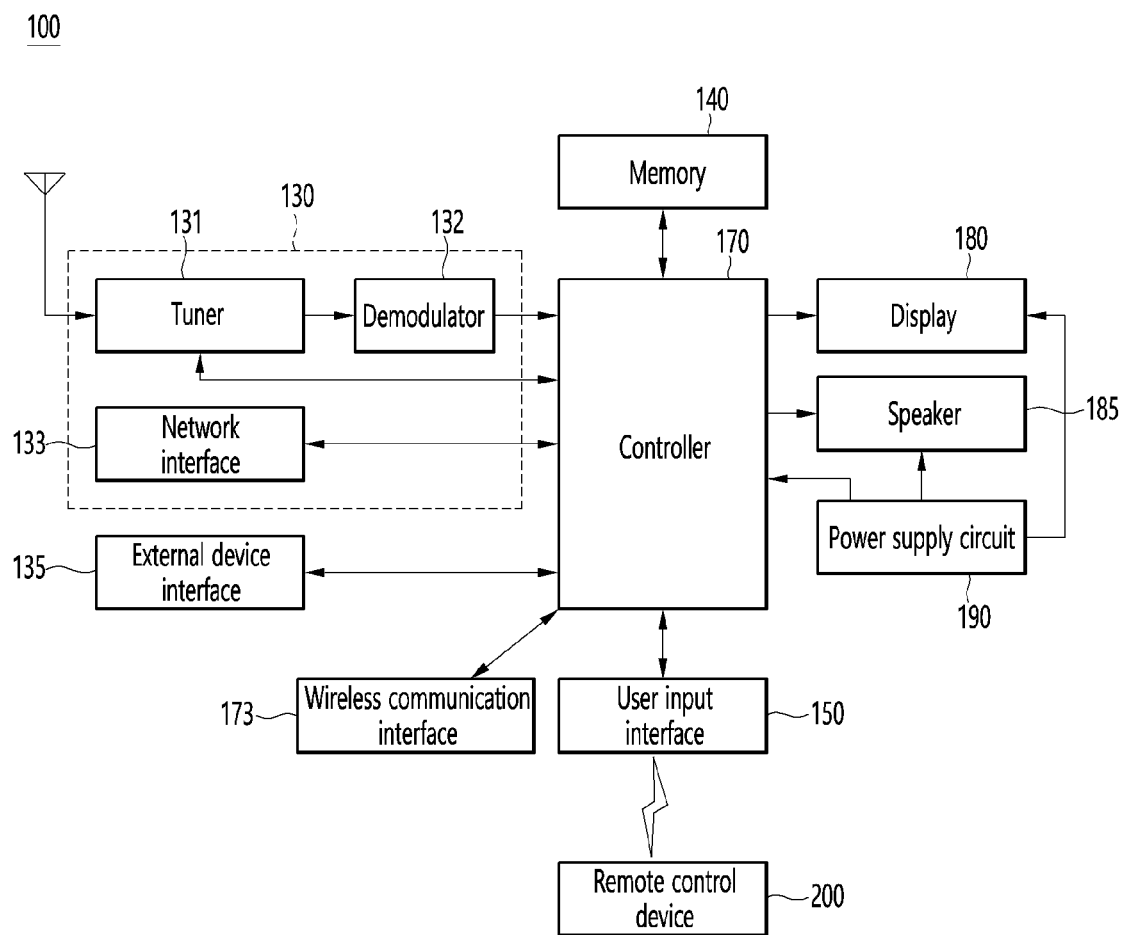 100
140
Memory
130
131
132
170
180
Tuner
Demodulator
Display
Controller
Speaker
185
133
Network
interface
Power supply circuit
190
135
External device
interface
173
Wireless communication
interface
User input
interface
150
Remote control
device
200